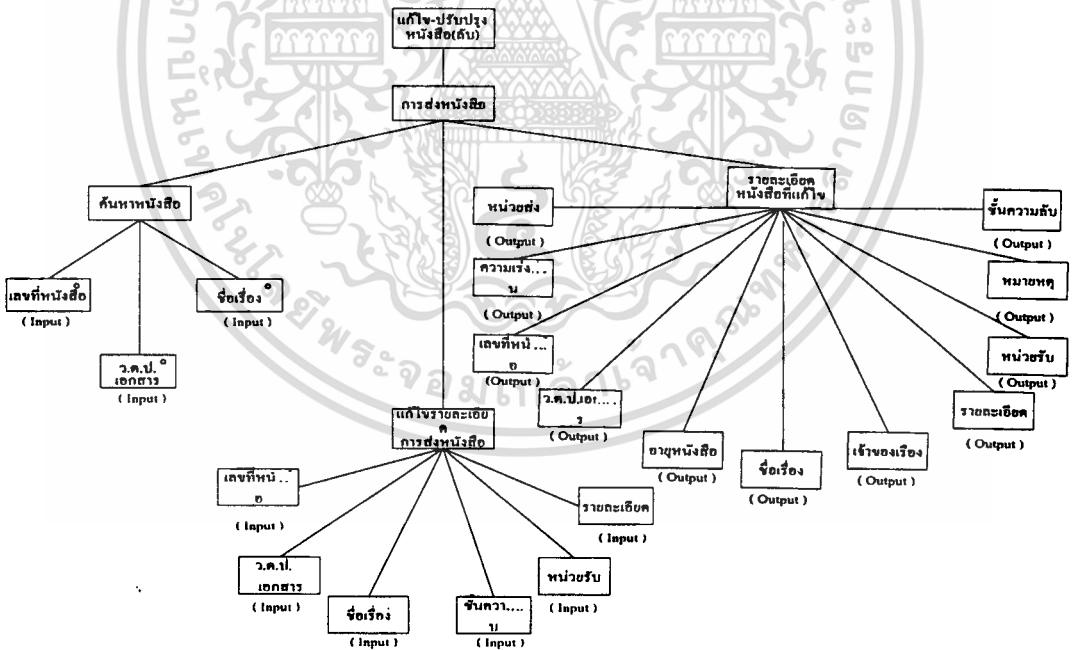 แก้ไข-ปรับปรุง
หนังสือ(ลับ)
การส่งหนังสือ
ค้นหาหนังสือ
เลขที่หนังสือ°
( Input )
ว.ด.ป.°
เอกสาร
( Input )
ชื่อเรื่อง°
( Input )
แก้ไขรายละเอีย
ด
การส่งหนังสือ
เลขที่หนั...
อ
( Input )
ว.ด.ป.
เอกสาร
( Input )
ชื่อเรื่อง
( Input )
ชั้นควา....
บ
( Input )
หน่วยรับ
( Input )
รายละเอียด
( Input )
รายละเอียด
หนังสือที่แก้ไข
หน่วยส่ง
( Output )
ความเร่ง...
น
( Output )
เลขที่หนั ...
อ
(Output )
ว.ด.ป.เอก....
ร
( Output )
อายุหนังสือ
( Output )
ชื่อเรื่อง
( Output )
เจ้าของเรื่อง
( Output )
รายละเอียด
( Output )
หน่วยรับ
( Output )
หมายเหตุ
( Output )
ชั้นความลับ
( Output )